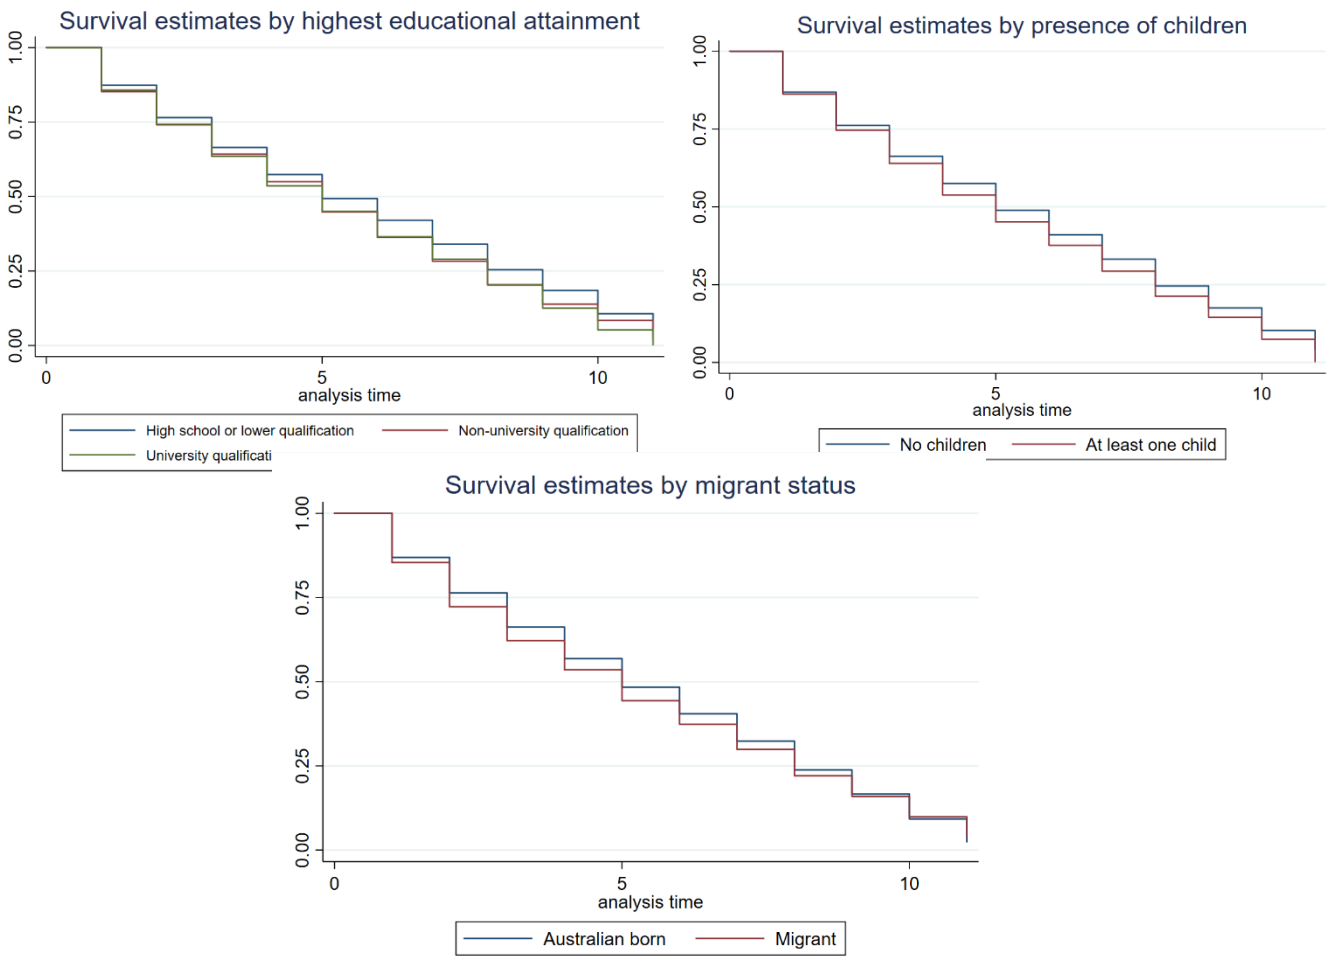 Survival estimates by highest educational attainment
1.00
0.75
0.50
0.25
0.00
0 5 10
analysis time
High school or lower qualification Non-university qualification
University qualificati
Survival estimates by presence of children
1.00
0.75
0.50
0.25
0.00
0 5 10
analysis time
No children At least one child
Survival estimates by migrant status
1.00
0.75
0.50
0.25
0.00
0 5 10
analysis time
Australian born Migrant